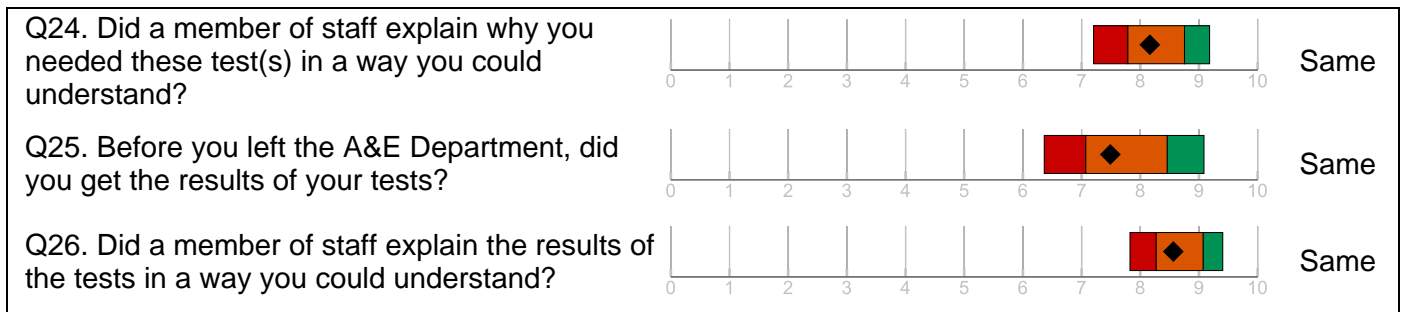 Q24. Did a member of staff explain why you
needed these test(s) in a way you could
understand?
0 1 2 3 4 5 6 7 8 9 10
Same
Q25. Before you left the A&E Department, did
you get the results of your tests?
0 1 2 3 4 5 6 7 8 9 10
Same
Q26. Did a member of staff explain the results of
the tests in a way you could understand?
0 1 2 3 4 5 6 7 8 9 10
Same